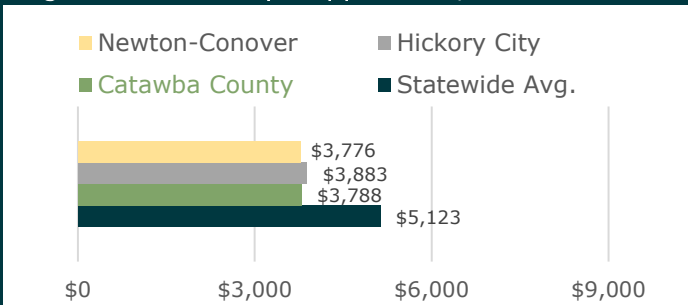 Newton-Conover
Hickory City
Catawba County
Statewide Avg.
$3,776
$3,883
$3,788
$5,123
$0
$3,000
$6,000
$9,000